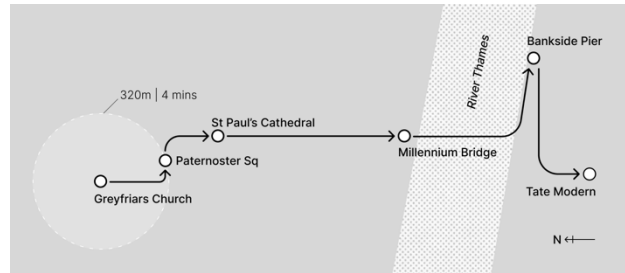 Bankside Pier
River Thames
320m | 4 mins
St Paul's Cathedral
Millennium Bridge
Paternoster Sq
Greyfriars Church
Tate Modern
N